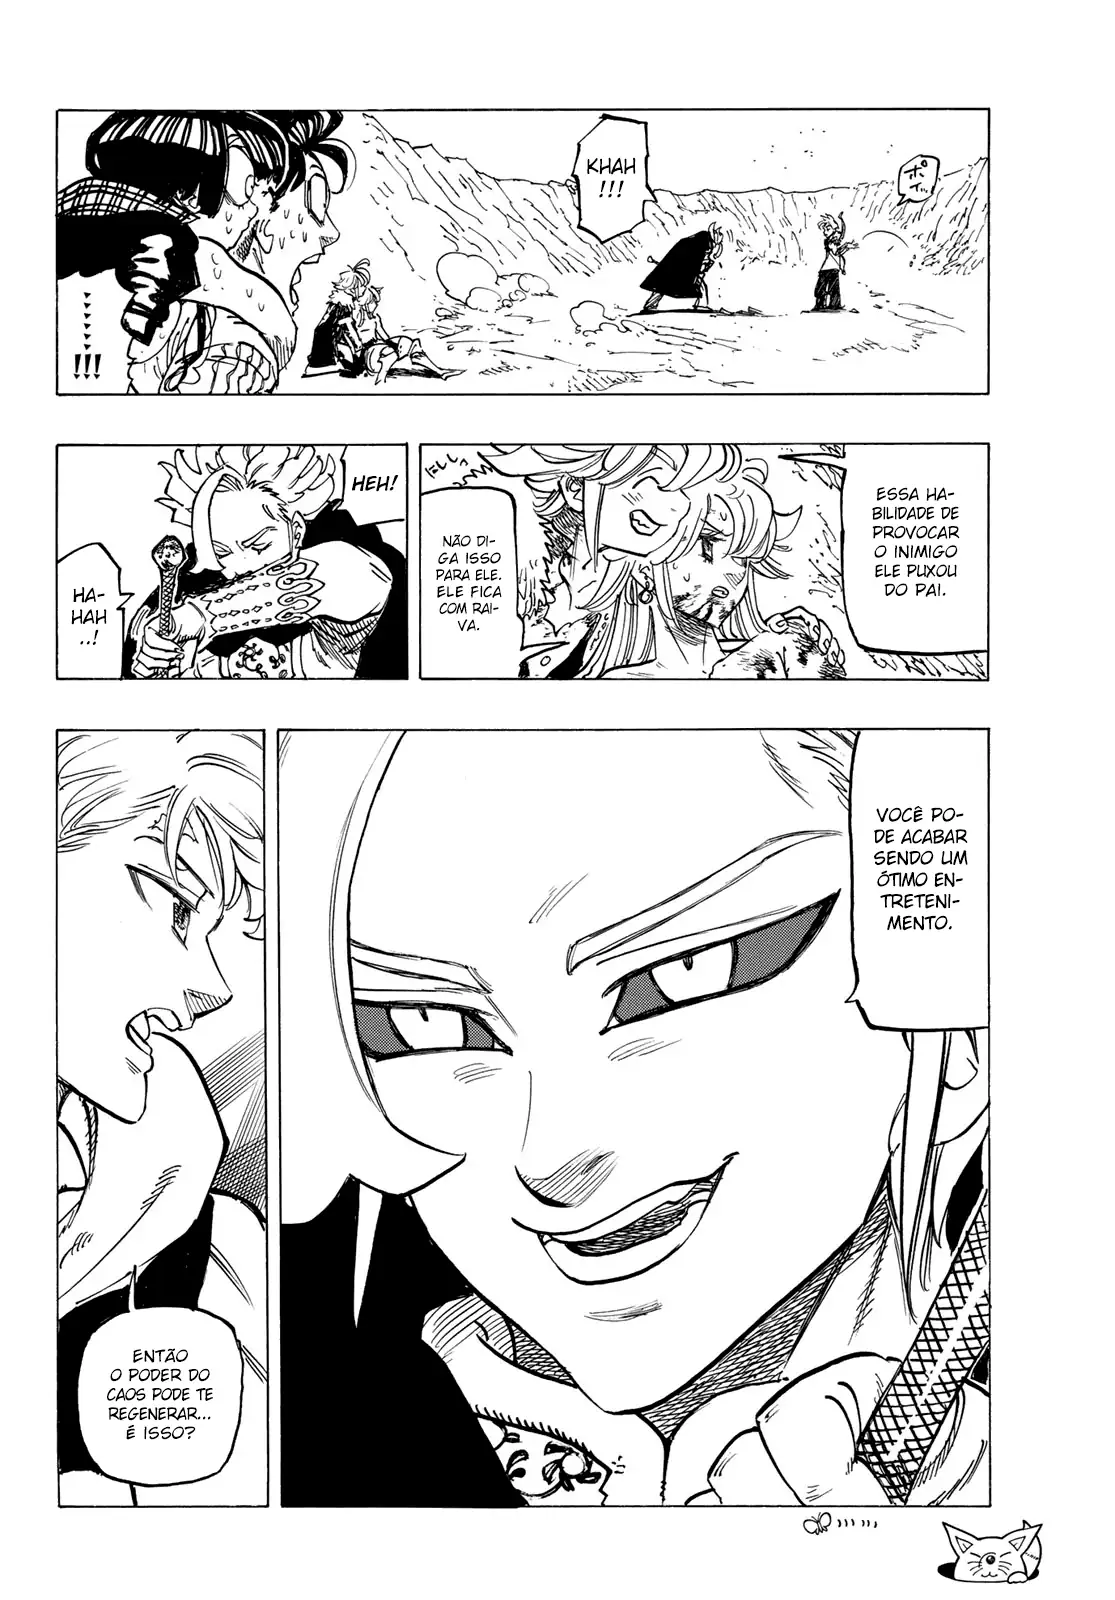 ポイ
KHAH
!!!
!!!
ESSA HA-
BILIDADE DE
PROVOCAR
O INIMIGO
ELE PUXOU
DO PAI.
NÃO DI-
GA ISSO
PARA ELE.
ELE FICA
COM RAI-
VA.
HEH!
HA-
HAH
..!
VOCÊ PO-
DE ACABAR
SENDO UM
ÓTIMO EN-
TRETENI-
MENTO.
ENTÃO
O PODER DO
CAOS PODE TE
REGENERAR...
É ISSO?